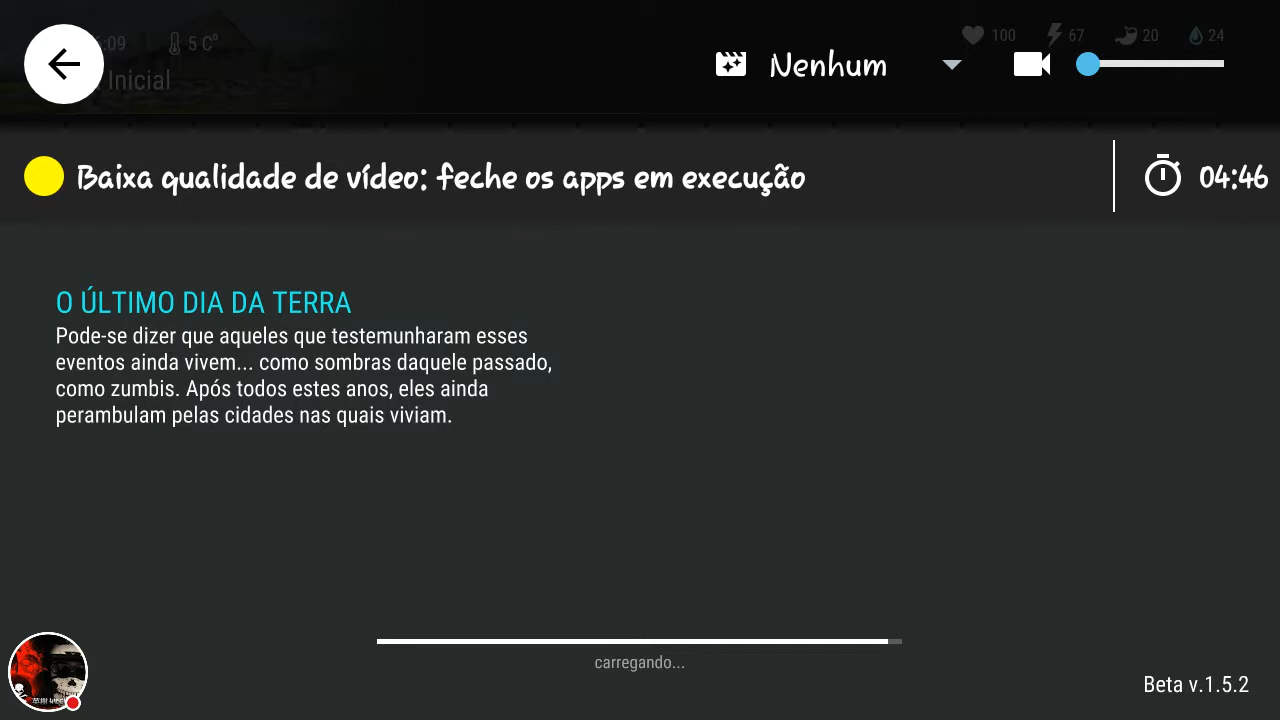 :09
5 Cº
100
67
20
24
Inicial
Nenhum
Baixa qualidade de vídeo: feche os apps em execução
04:46
O ÚLTIMO DIA DA TERRA
Pode-se dizer que aqueles que testemunharam esses
eventos ainda vivem... como sombras daquele passado,
como zumbis. Após todos estes anos, eles ainda
perambulam pelas cidades nas quais viviam.
carregando...
Beta v.1.5.2